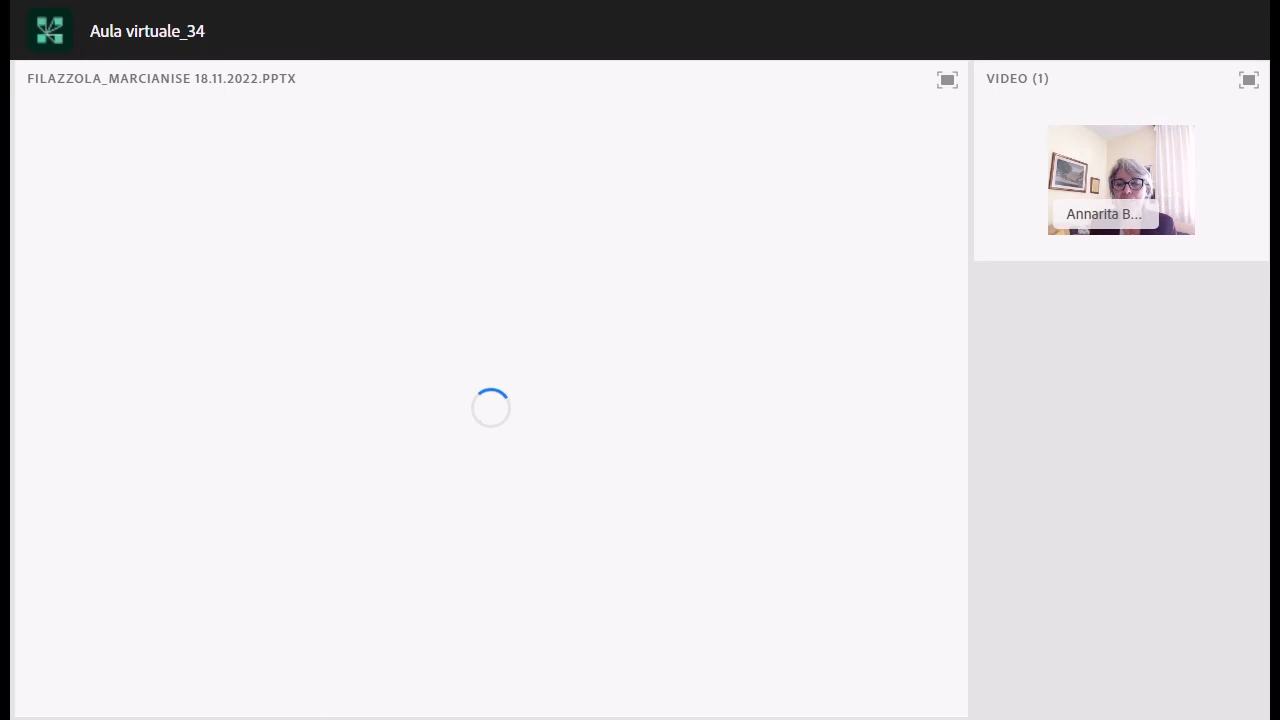 Aula virtuale_34
FILAZZOLA_MARCIANISE 18.11.2022.PPTX
VIDEO (1)
Annarita B...